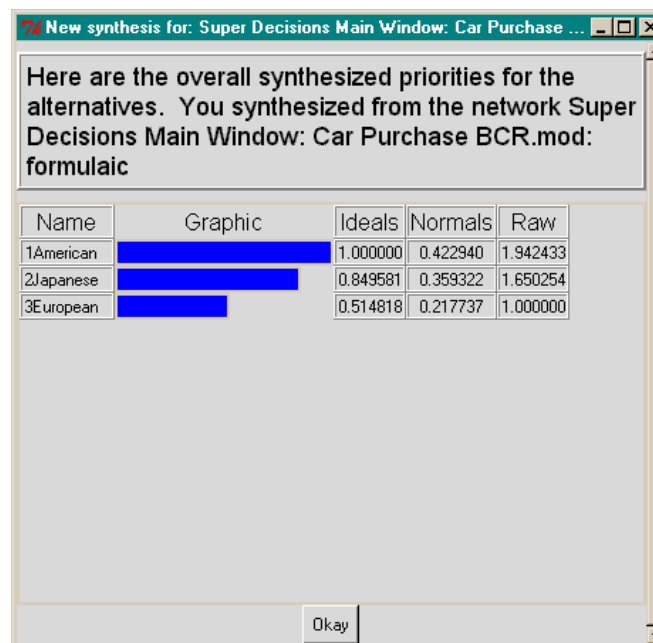 New synthesis for: Super Decisions Main Window: Car Purchase ...
Here are the overall synthesized priorities for the
alternatives. You synthesized from the network Super
Decisions Main Window: Car Purchase BCR.mod:
formulaic
Name Graphic Ideals Normals Raw
1American 1.000000 0.422940 1.942433
2Japanese 0.849581 0.359322 1.650254
3European 0.514818 0.217737 1.000000
Okay